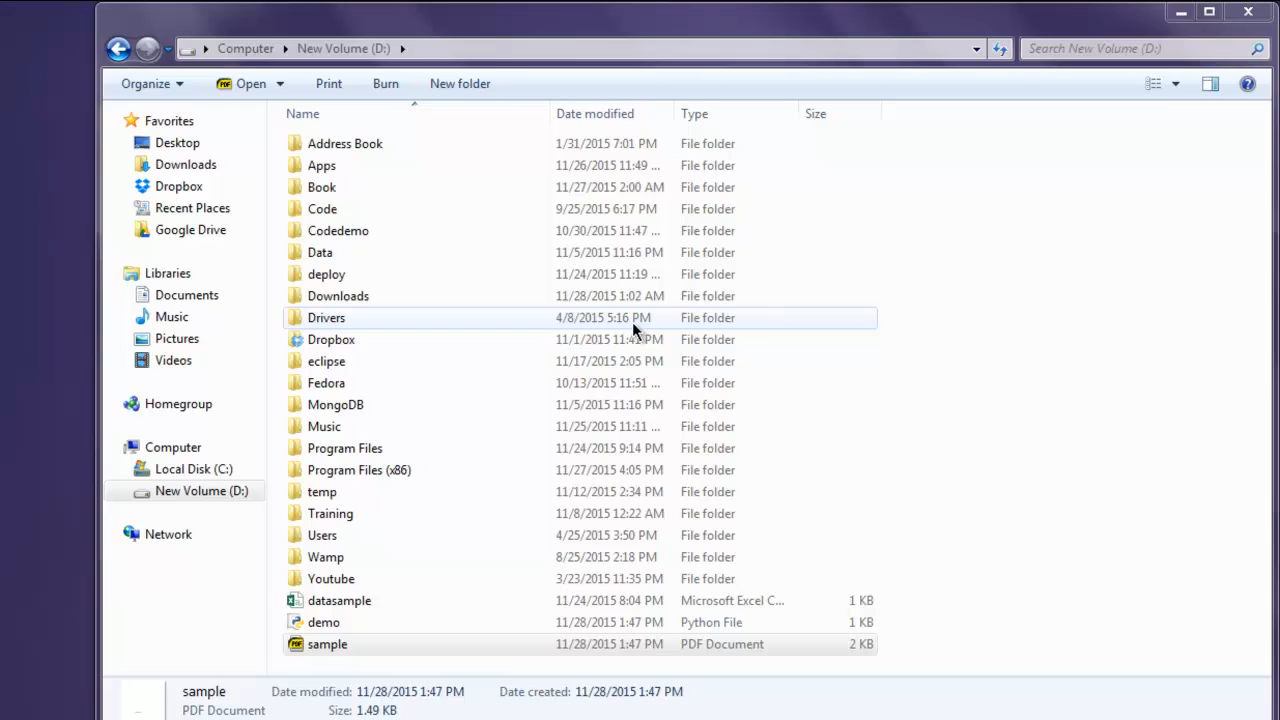 Computer New Volume (D:) Search New Volume (D:)
Organize PDF Open Print Burn New folder
Name Date modified Type Size
Favorites
Desktop
Downloads
Dropbox
Recent Places
Google Drive
Libraries
Documents
Music
Pictures
Videos
Homegroup
Computer
Local Disk (C:)
New Volume (D:)
Network
Address Book 1/31/2015 7:01 PM File folder
Apps 11/26/2015 11:49 ... File folder
Book 11/27/2015 2:00 AM File folder
Code 9/25/2015 6:17 PM File folder
Codedemo 10/30/2015 11:47 ... File folder
Data 11/5/2015 11:16 PM File folder
deploy 11/24/2015 11:19 ... File folder
Downloads 11/28/2015 1:02 AM File folder
Drivers 4/8/2015 5:16 PM File folder
Dropbox 11/1/2015 PM File folder
eclipse 11/17/2015 2:05 PM File folder
Fedora 10/13/2015 11:51 ... File folder
MongoDB 11/5/2015 11:16 PM File folder
Music 11/25/2015 11:11 ... File folder
Program Files 11/24/2015 9:14 PM File folder
Program Files (x86) 11/27/2015 4:05 PM File folder
temp 11/12/2015 2:34 PM File folder
Training 11/8/2015 12:22 AM File folder
Users 4/25/2015 3:50 PM File folder
Wamp 8/25/2015 2:18 PM File folder
Youtube 3/23/2015 11:35 PM File folder
datasample 11/24/2015 8:04 PM Microsoft Excel C... 1 KB
demo 11/28/2015 1:47 PM Python File 1 KB
sample 11/28/2015 1:47 PM PDF Document 2 KB
sample Date modified: 11/28/2015 1:47 PM Date created: 11/28/2015 1:47 PM
PDF Document Size: 1.49 KB